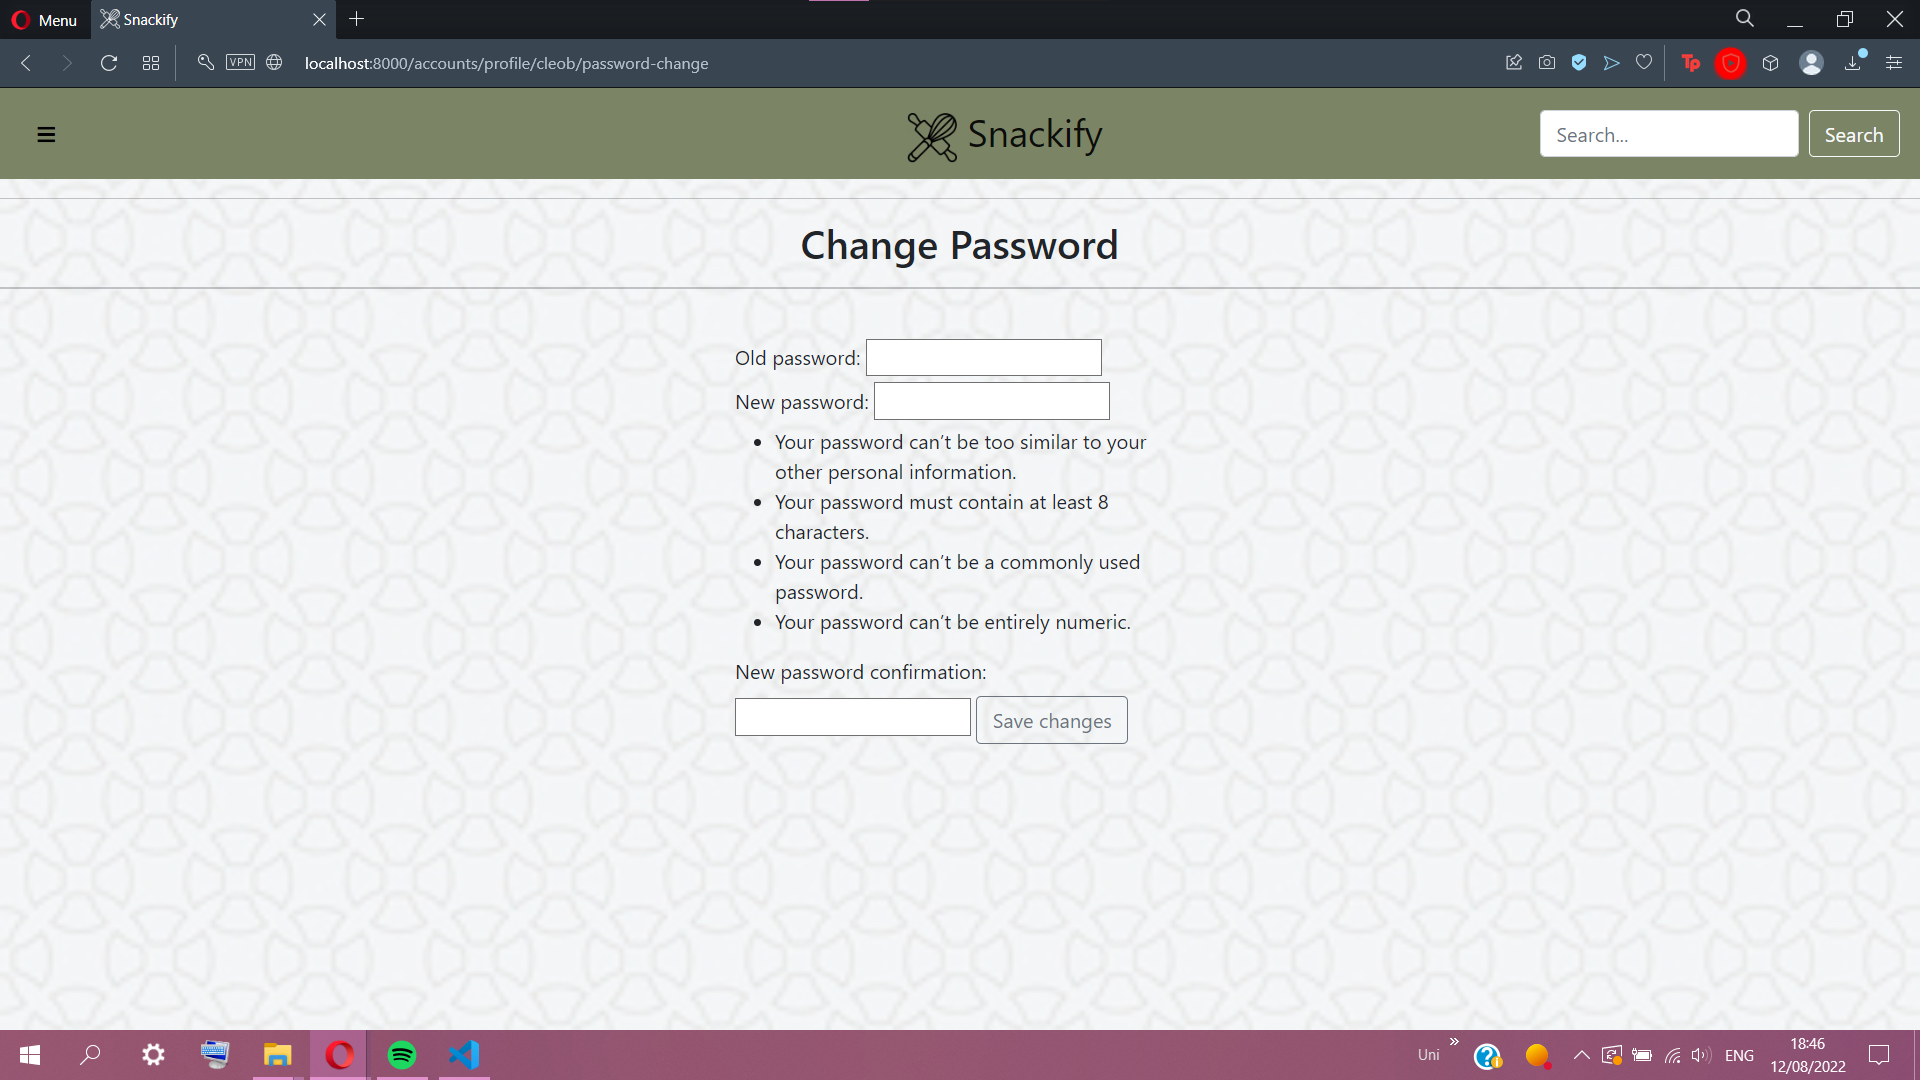 Menu
Snackify
VPN
localhost:8000/accounts/profile/cleob/password-change
Tp
Snackify
Search...
Search
Change Password
Old password:
New password:
Your password can’t be too similar to your
other personal information.
Your password must contain at least 8
characters.
Your password can’t be a commonly used
password.
Your password can’t be entirely numeric.
New password confirmation:
Save changes
Uni
ENG
18:46
12/08/2022